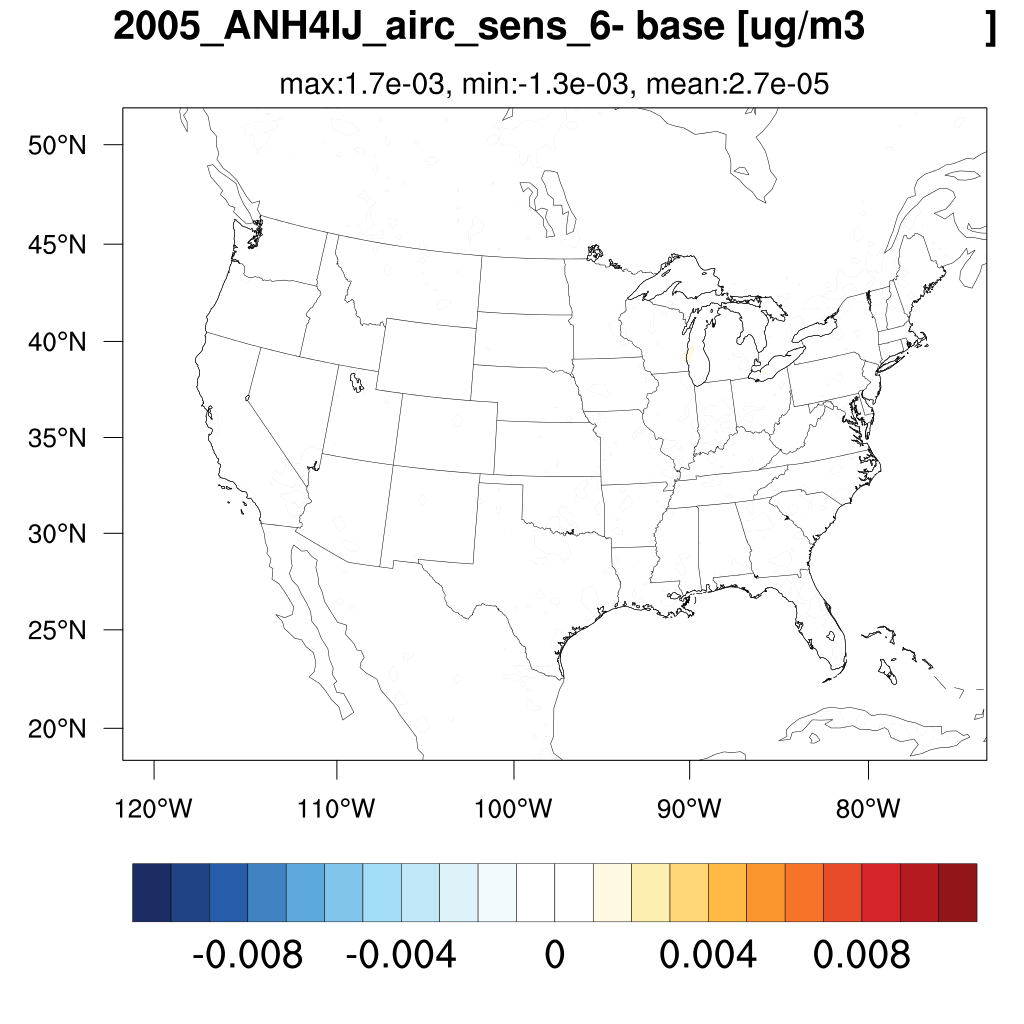 2005_ANH4IJ_airc_sens_6- base [ug/m3 ]
max:1.7e-03, min:-1.3e-03, mean:2.7e-05
50°N
45°N
40°N
35°N
30°N
25°N
20°N
120°W 110°W 100°W 90°W 80°W
-0.008 -0.004 0 0.004 0.008